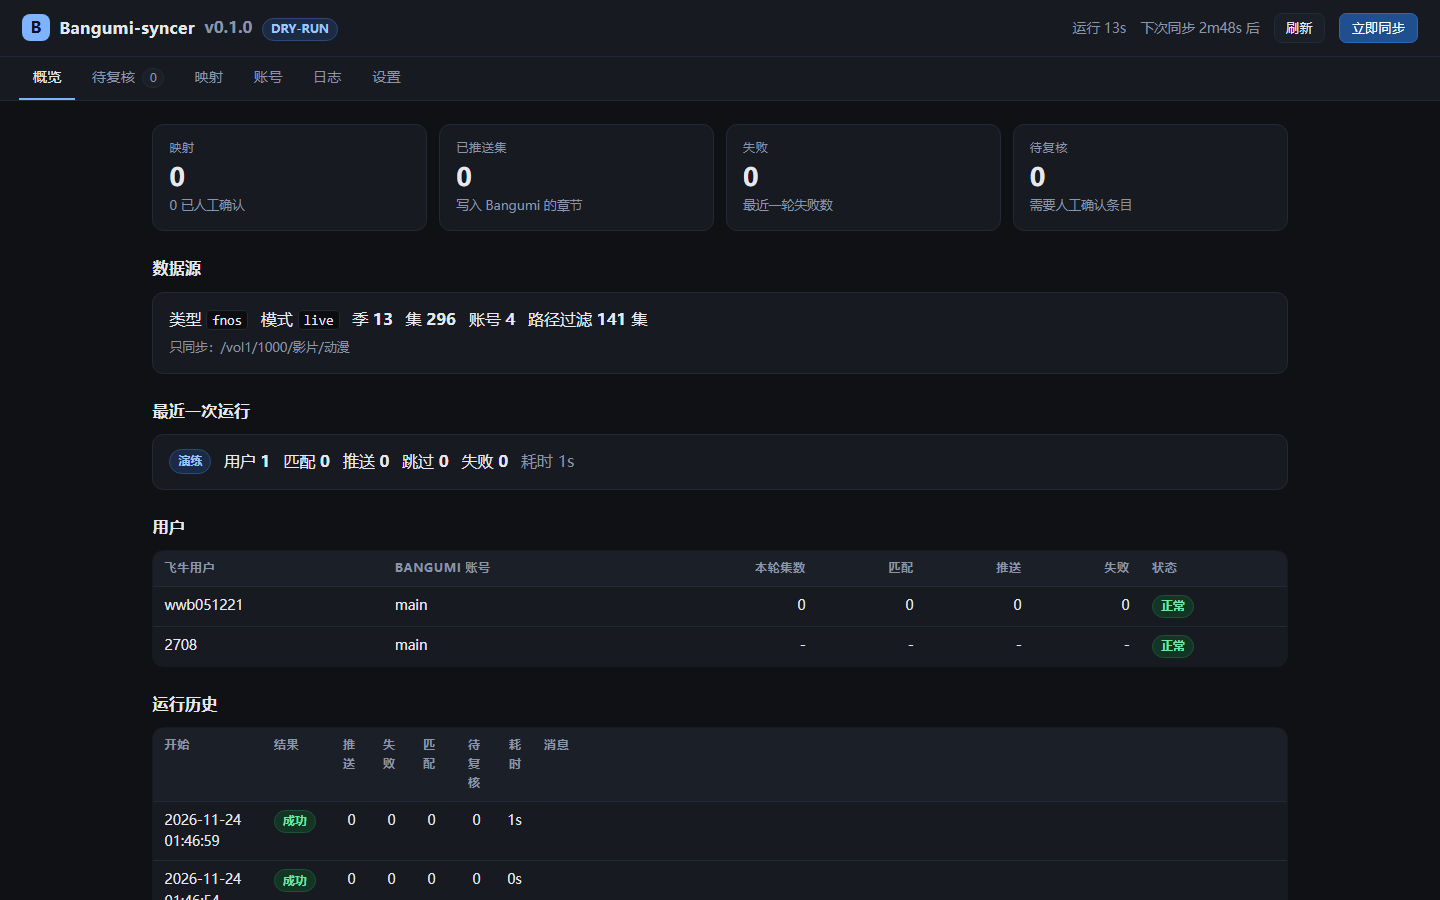 B Bangumi-syncer v0.1.0 DRY-RUN 运行 13s 下次同步 2m48s 后 刷新 立即同步
概览 待复核 0 映射 账号 日志 设置
映射 已推送集 失败 待复核
0 0 0 0
0 已人工确认 写入 Bangumi 的章节 最近一轮失败数 需要人工确认条目
数据源
类型 fnos 模式 live 季 13 集 296 账号 4 路径过滤 141 集
只同步: /vol1/1000/影片/动漫
最近一次运行
演练 用户 1 匹配 0 推送 0 跳过 0 失败 0 耗时 1s
用户
飞牛用户 BANGUMI 账号 本轮集数 匹配 推送 失败 状态
wwb051221 main 0 0 0 0 正常
2708 main - - - - 正常
运行历史
开始 结果 推送 失败 匹配 待复核 耗时 消息
2026-11-24 01:46:59 成功 0 0 0 0 1s
2026-11-24 01:46:54 成功 0 0 0 0 0s